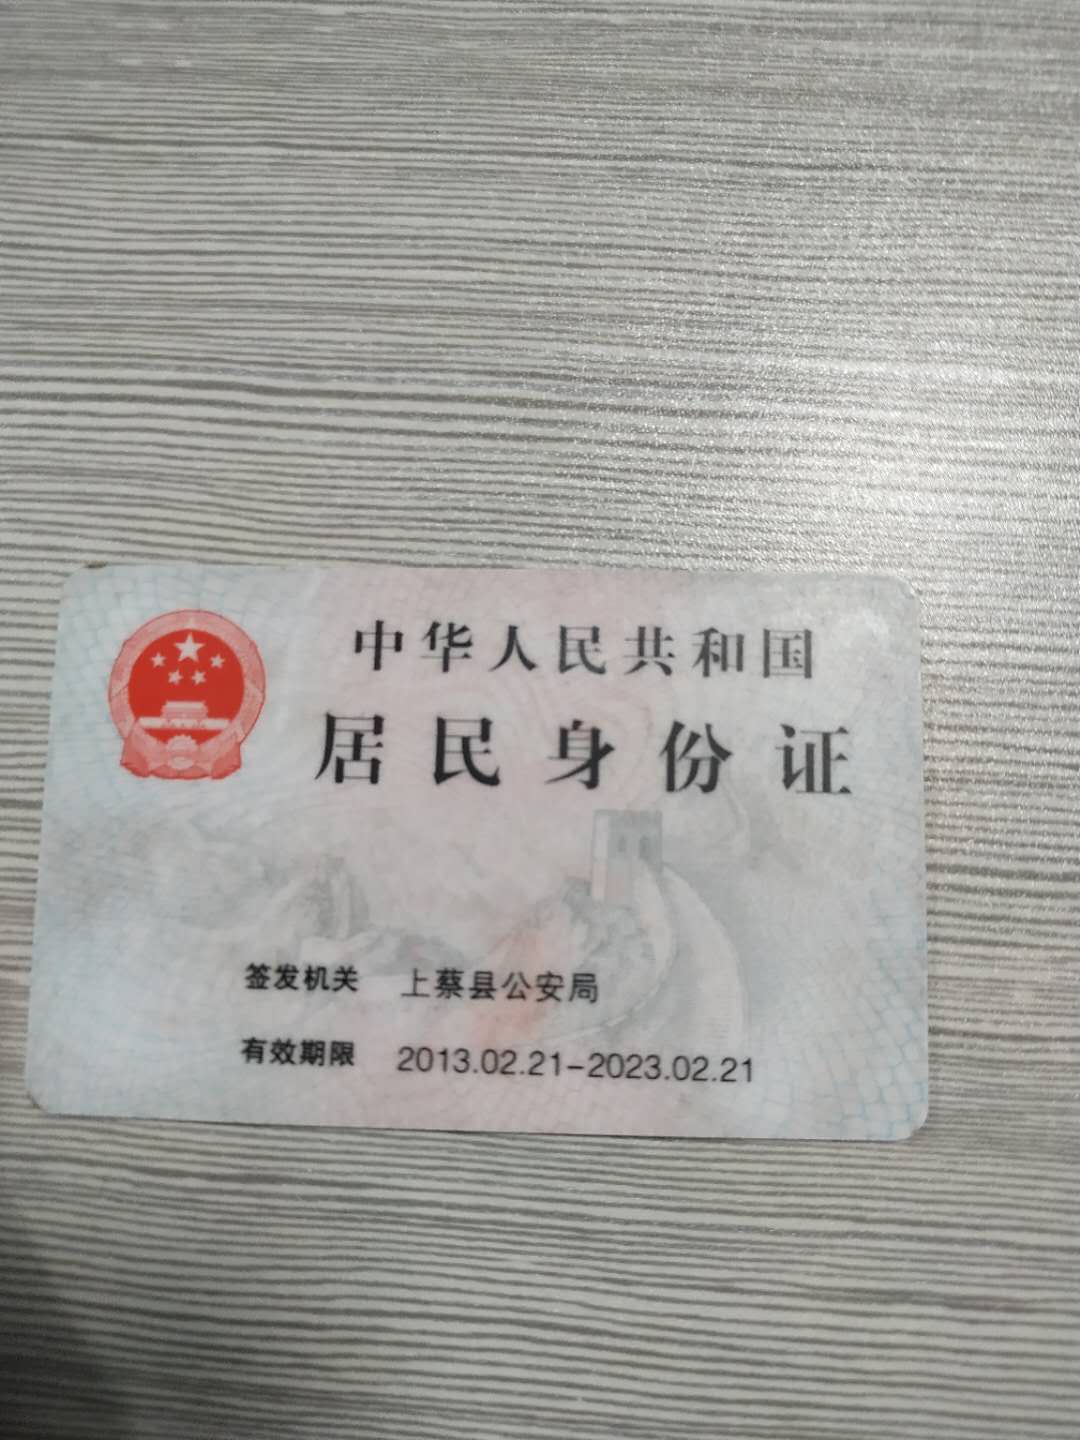 中华人民共和国
居民身份证
签发机关 上蔡县公安局
有效期限 2013.02.21-2023.02.21